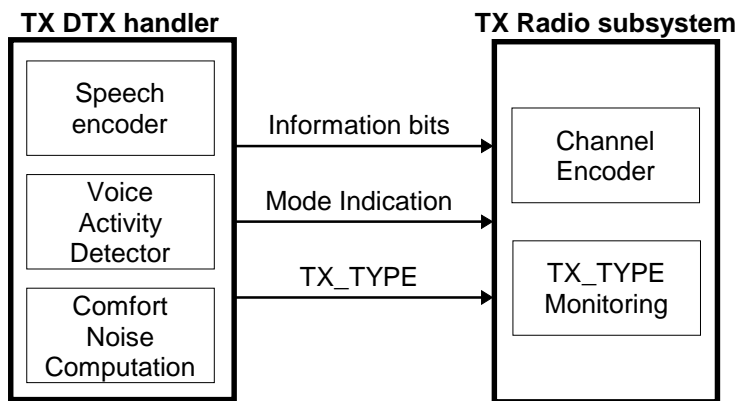 TX DTX handler
TX Radio subsystem
Speech
encoder
Information bits
Channel
Encoder
Voice
Activity
Detector
Mode Indication
TX_TYPE
TX_TYPE
Monitoring
Comfort
Noise
Computation